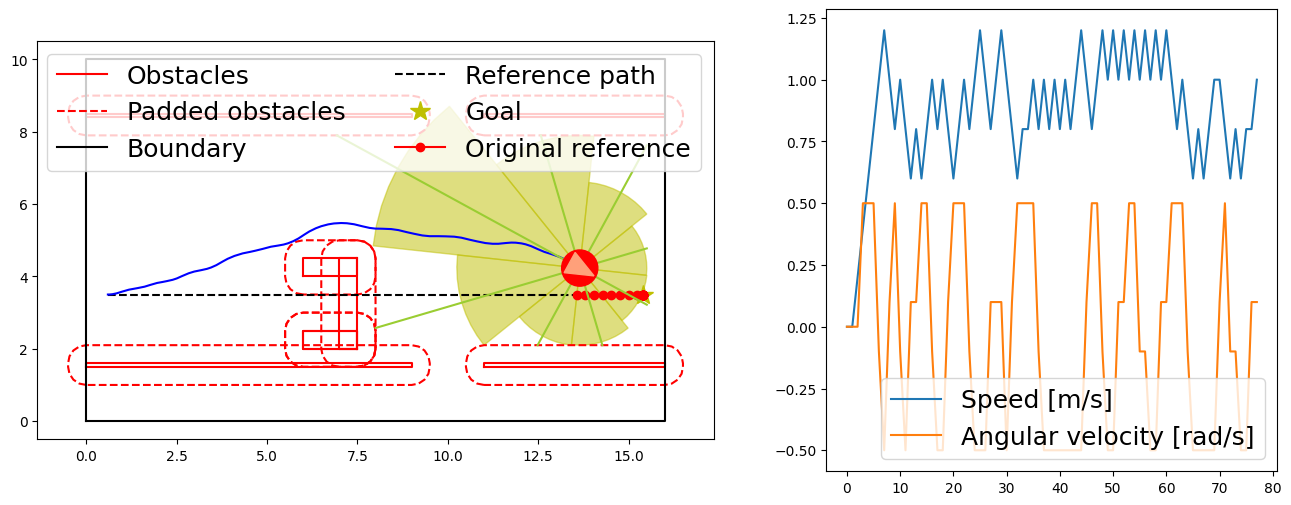 Obstacles
Padded obstacles
Boundary
Reference path
Goal
Original reference
10
8
6
4
2
0
0.0 2.5 5.0 7.5 10.0 12.5 15.0
1.25
1.00
0.75
0.50
0.25
0.00
−0.25
−0.50
Speed [m/s]
Angular velocity [rad/s]
0 10 20 30 40 50 60 70 80